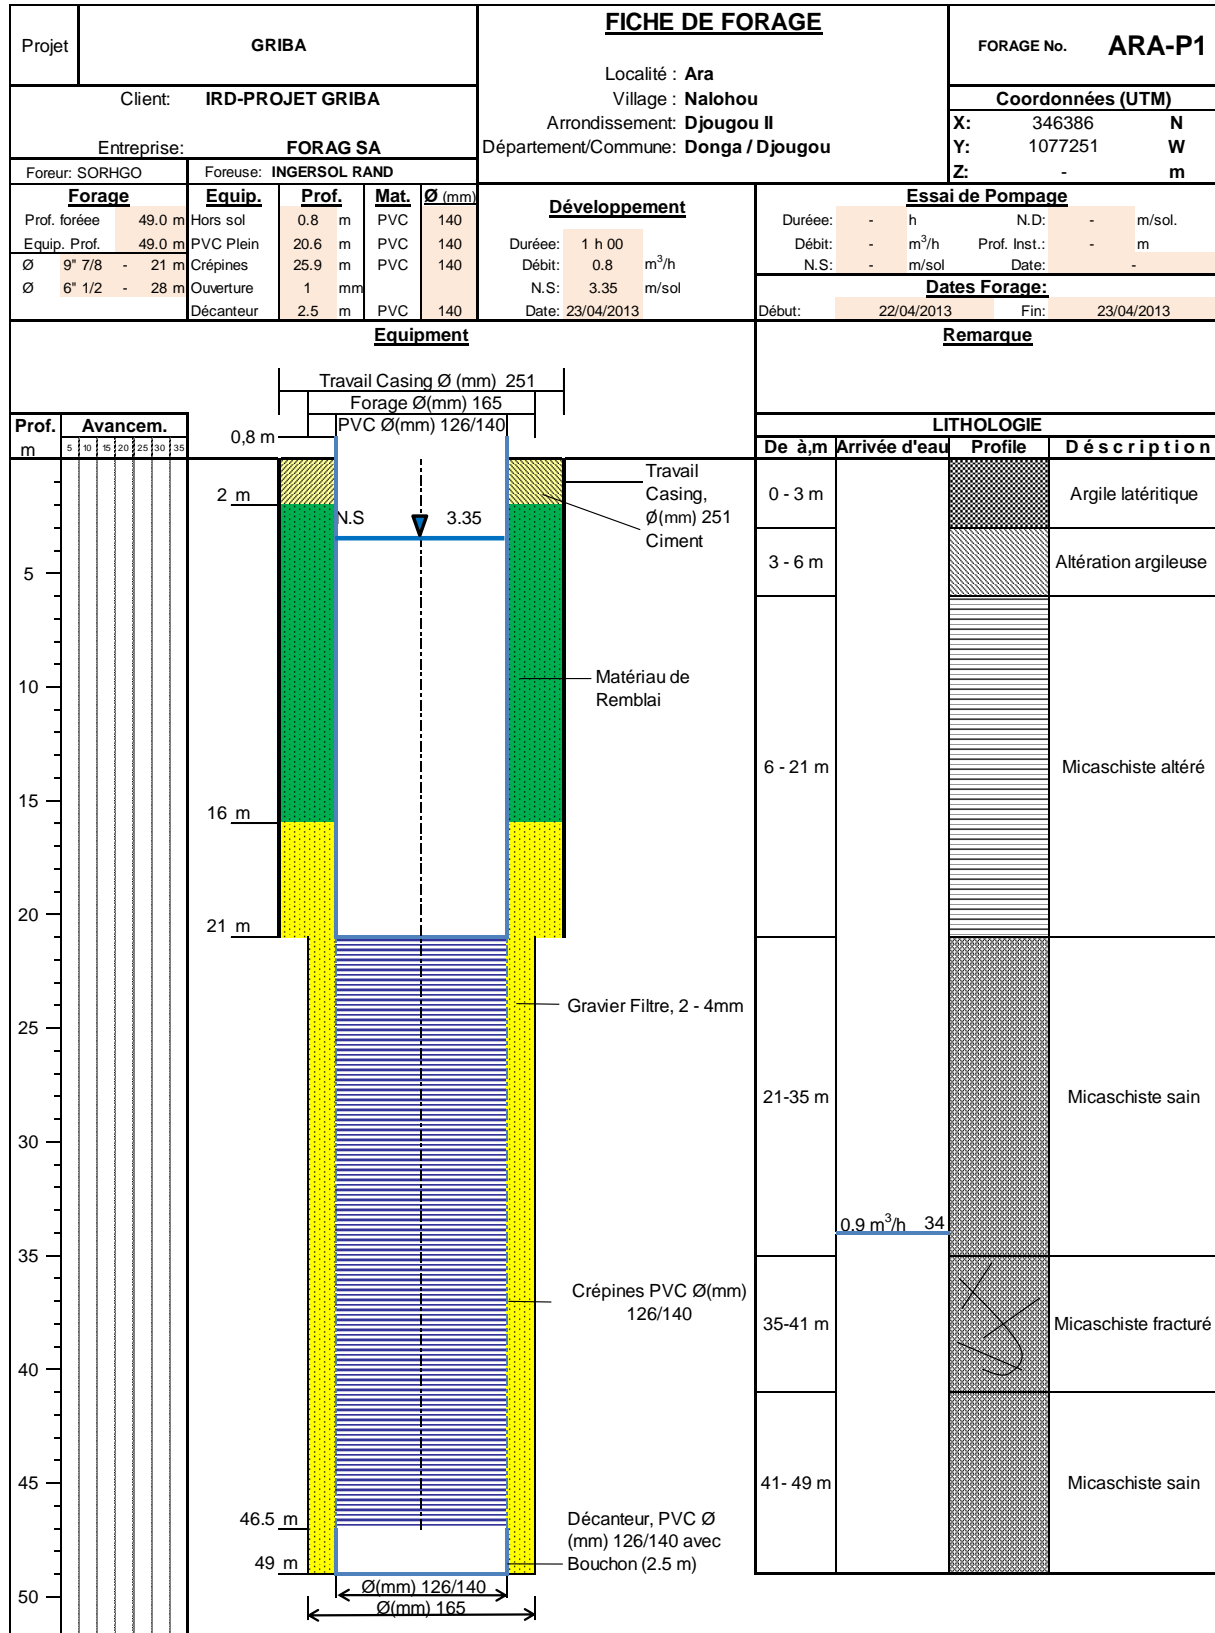 Projet GRIBA
FICHE DE FORAGE
FORAGE No. ARA-P1
Localité : Ara
Client: IRD-PROJET GRIBA
Village : Nalohou
Coordonnées (UTM)
Entreprise: FORAG SA
Arrondissement: Djougou II
X: 346386 N
Département/Commune: Donga / Djougou
Y: 1077251 W
Foreur: SORHGO Foreuse: INGERSOL RAND
Z: - m
Forage Equip. Prof. Mat. Ø (mm)
Prof. foréee 49.0 m Hors sol 0.8 m PVC 140
Equip. Prof. 49.0 m PVC Plein 20.6 m PVC 140
Ø 9" 7/8 - 21 m Crépines 25.9 m PVC 140
Ø 6" 1/2 - 28 m Ouverture 1 mm
Décanteur 2.5 m PVC 140
Développement
Duréee: 1 h 00
Débit: 0.8 m³/h
N.S: 3.35 m/sol
Date: 23/04/2013
Essai de Pompage
Duréee: - h N.D: - m/sol.
Débit: - m³/h Prof. Inst.: - m
N.S: - m/sol Date: -
Dates Forage:
Début: 22/04/2013 Fin: 23/04/2013
Equipment
Remarque
Travail Casing Ø (mm) 251
Forage Ø(mm) 165
PVC Ø(mm) 126/140
0,8 m
Prof. Avancem.
m 5 10 15 20 25 30 35
LITHOLOGIE
De à,m Arrivée d'eau Profile Déscription
2 m
N.S 3.35
Travail
Casing,
Ø(mm) 251
Ciment
0 - 3 m Argile latéritique
3 - 6 m Altération argileuse
5
Matériau de
Remblai
10
6 - 21 m Micaschiste altéré
15
16 m
20
21 m
Gravier Filtre, 2 - 4mm
25
21-35 m Micaschiste sain
30
0.9 m³/h 34
35
Crépines PVC Ø(mm)
126/140
35-41 m Micaschiste fracturé
40
45
41- 49 m Micaschiste sain
46.5 m
Décanteur, PVC Ø
(mm) 126/140 avec
Bouchon (2.5 m)
49 m
50
Ø(mm) 126/140
Ø(mm) 165